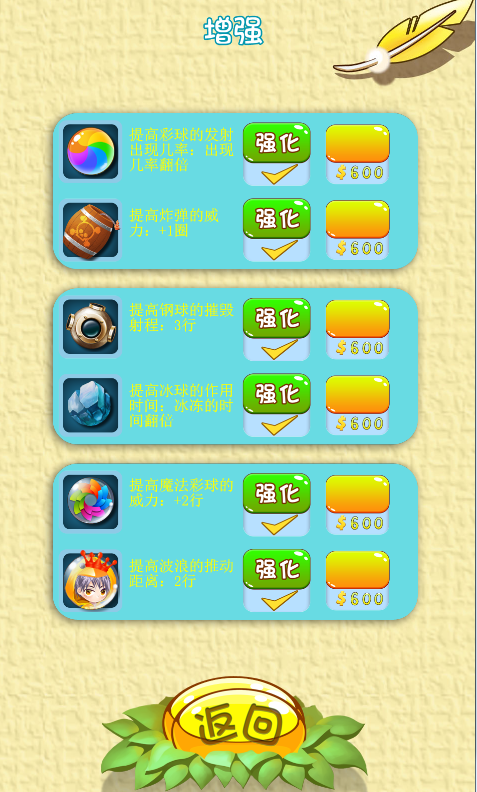 增强
提高彩球的发射
出现几率：出现
几率翻倍
强化
$600
提高炸弹的威
力：+1圈
强化
$600
提高钢球的摧毁
射程：3行
强化
$600
提高冰球的作用
时间：冰冻的时
间翻倍
强化
$600
提高魔法彩球的
威力：+2行
强化
$600
提高波浪的推动
距离：2行
强化
$600
返回